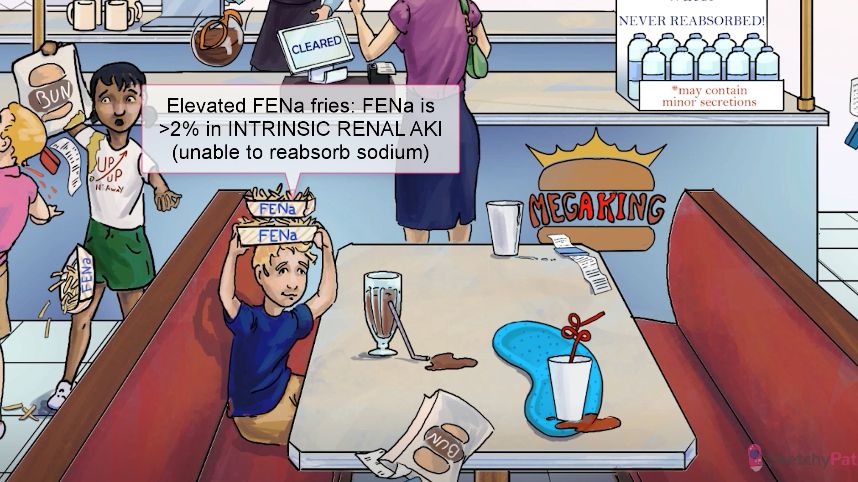 NEVER REABSORBED!
CLEARED
*may contain
minor secretions
BUN
Elevated FENa fries: FENa is
>2% in INTRINSIC RENAL AKI
(unable to reabsorb sodium)
UP
UP
FENa
FENa
FENa
MEGAKING
BUN